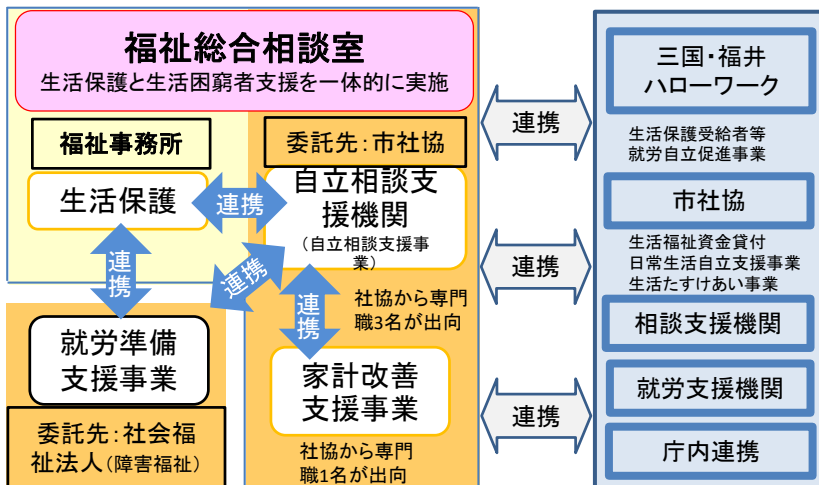 福祉総合相談室
生活保護と生活困窮者支援を一体的に実施
福祉事務所
生活保護
連携
委託先：市社協
自立相談支
援機関
（自立相談支援事
業）
連携
連携
連携
社協から専門
職3名が出向
就労準備
支援事業
委託先：社会福
祉法人（障害福祉）
家計改善
支援事業
社協から専門
職1名が出向
連携
連携
連携
三国・福井
ハローワーク
生活保護受給者等
就労自立促進事業
市社協
生活福祉資金貸付
日常生活自立支援事業
生活たすけあい事業
相談支援機関
就労支援機関
庁内連携